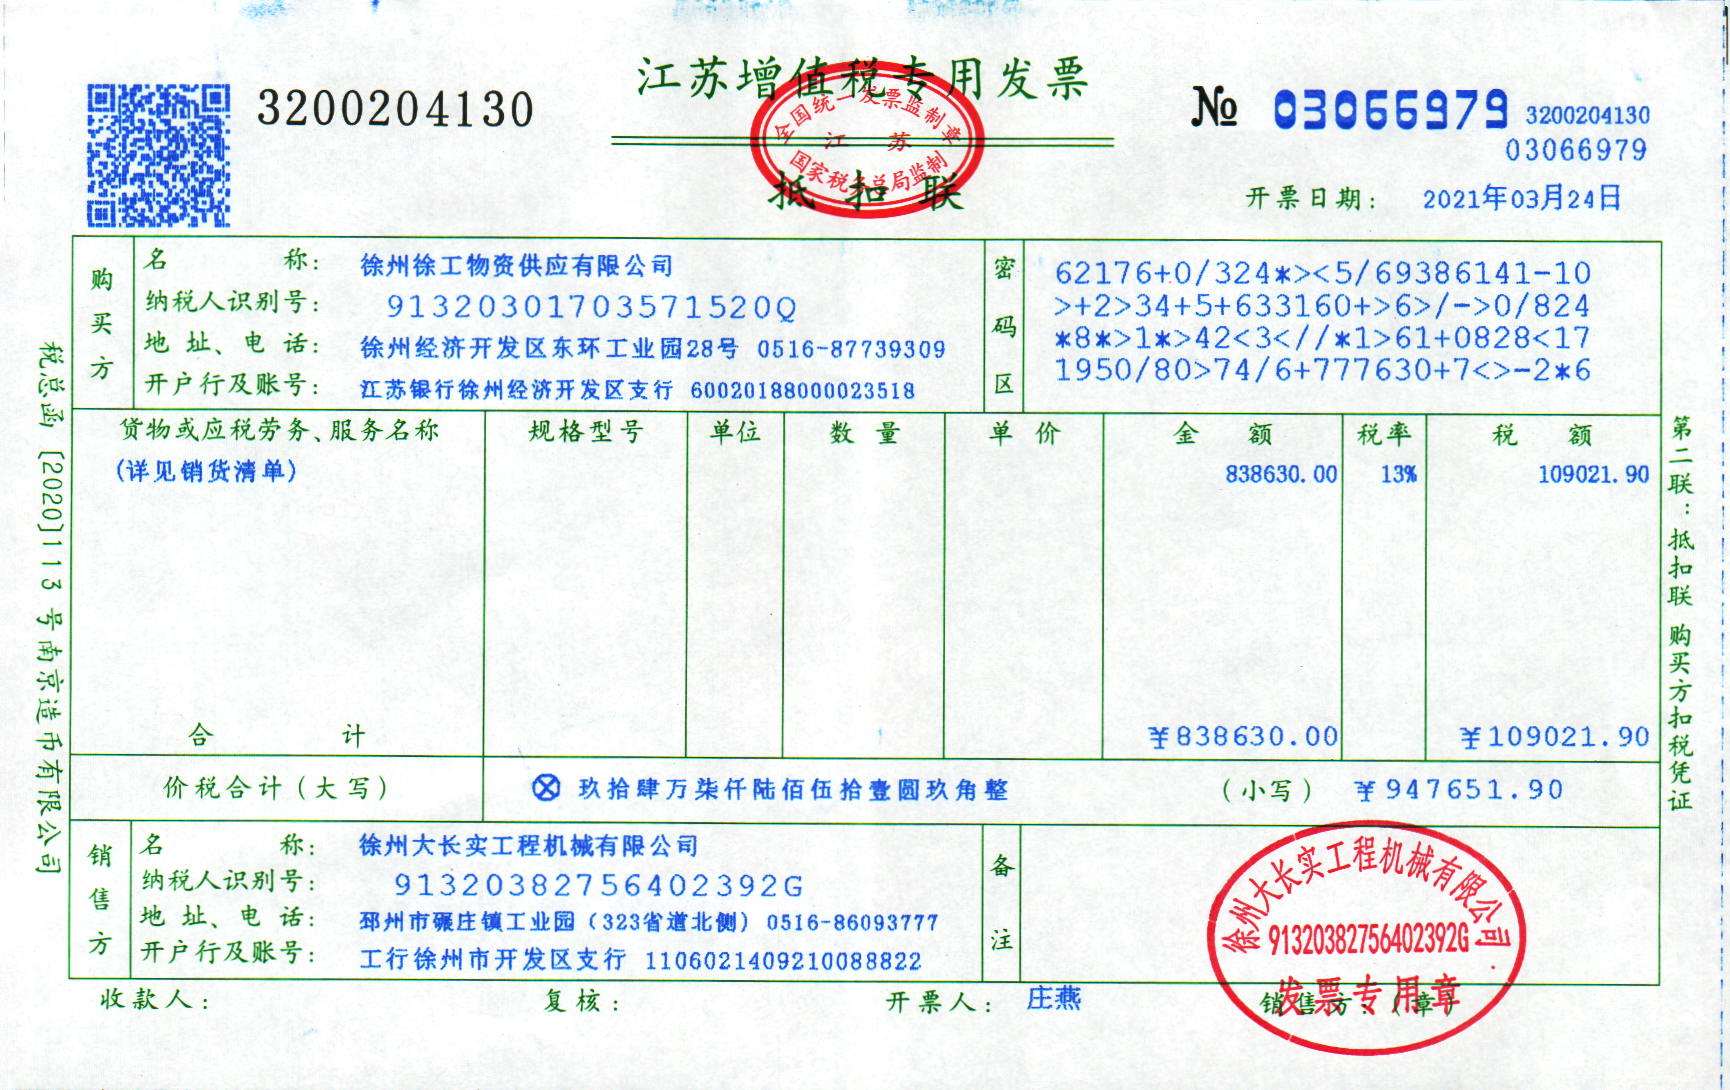 江苏增值税专用发票
3200204130
№ 03066979 3200204130
03066979
全国统一发票监制章
江 苏
国家税务总局监制
抵扣联
开票日期： 2021年03月24日
购买方
名 称： 徐州徐工物资供应有限公司
纳税人识别号： 91320301703571520Q
地 址、电 话： 徐州经济开发区东环工业园28号 0516-87739309
开户行及账号： 江苏银行徐州经济开发区支行 60020188000023518
密码区
62176+0/324*><5/69386141-10
>+2>34+5+633160+>6>/->0/824
*8*>1*>42<3<//*1>61+0828<17
1950/80>74/6+777630+7<>-2*6
货物或应税劳务、服务名称 规格型号 单位 数 量 单 价 金 额 税率 税 额
(详见销货清单) 838630.00 13% 109021.90
合 计 ￥838630.00 ￥109021.90
价税合计（大写） ⊗ 玖拾肆万柒仟陆佰伍拾壹圆玖角整 （小写） ￥947651.90
销售方
名 称： 徐州大长实工程机械有限公司
纳税人识别号： 91320382756402392G
地 址、电 话： 邳州市碾庄镇工业园（323省道北侧） 0516-86093777
开户行及账号： 工行徐州市开发区支行 1106021409210088822
备注
徐州大长实工程机械有限公司
91320382756402392G
发票专用章
收款人： 复核： 开票人： 庄燕 销售方：（章）
税总函[2020]113号南京造币有限公司
第二联：抵扣联 购买方扣税凭证